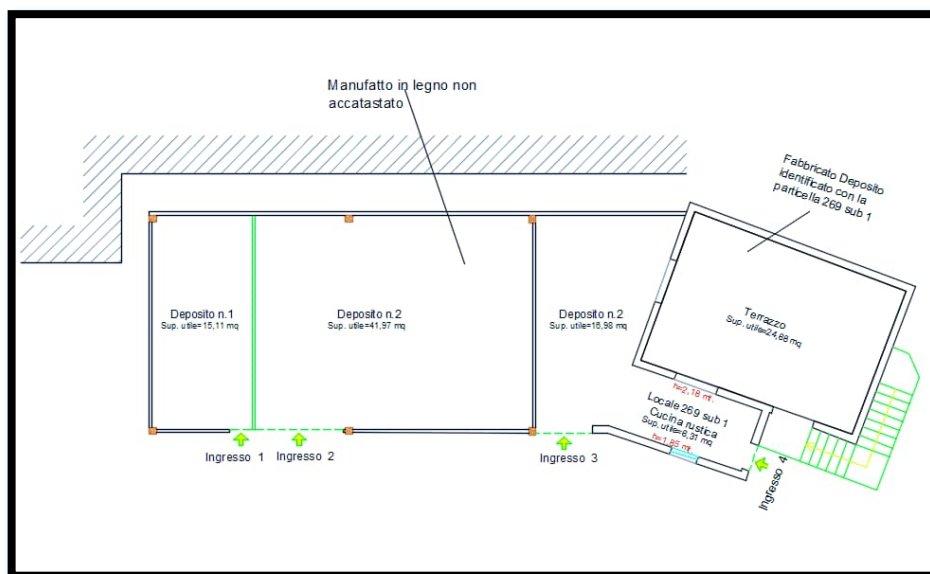 Manufatto in legno non
accatastato
Fabbricato Deposito
identificato con la
particella 269 sub 1
Deposito n.1
Sup. utile=15,11 mq
Deposito n.2
Sup. utile=41,97 mq
Deposito n.2
Sup. utile=16,98 mq
Terrazzo
Sup. utile=24,88 mq
h=2,18 mt.
Locale 269 sub 1
Cucina rustica
Sup. utile=8,31 mq
h=1,95 mt.
Ingresso 1
Ingresso 2
Ingresso 3
Ingresso 4